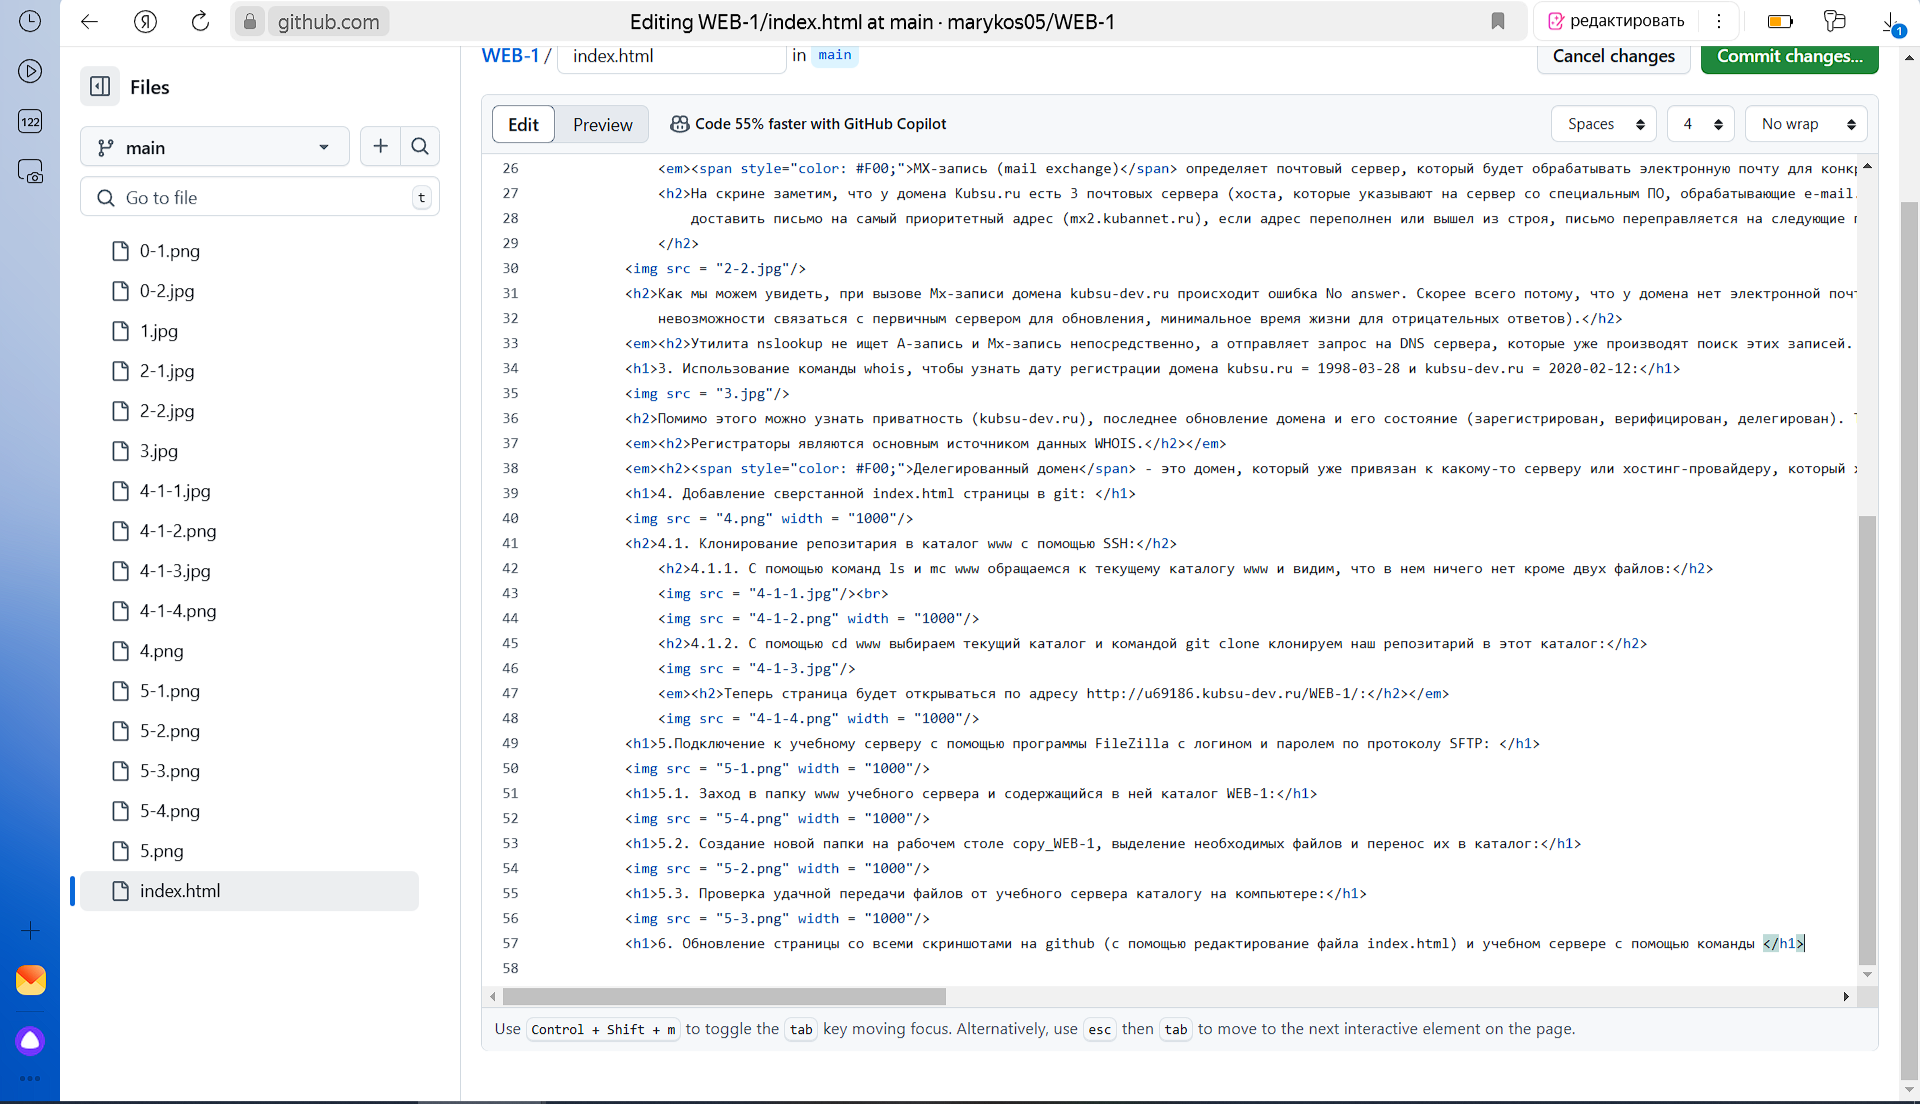 github.com
Editing WEB-1/index.html at main · marykos05/WEB-1
редактировать
1
122
Files
main
Go to file
t
0-1.png
0-2.jpg
1.jpg
2-1.jpg
2-2.jpg
3.jpg
4-1-1.jpg
4-1-2.png
4-1-3.jpg
4-1-4.png
4.png
5-1.png
5-2.png
5-3.png
5-4.png
5.png
index.html
WEB-1 / index.html in main
Cancel changes
Commit changes...
Edit
Preview
Code 55% faster with GitHub Copilot
Spaces
4
No wrap
26 <em><span style="color: #F00;">MX-запись (mail exchange)</span> определяет почтовый сервер, который будет обрабатывать электронную почту для
27 <h2>На скрине заметим, что у домена Kubsu.ru есть 3 почтовых сервера (хоста, которые указывают на сервер со специальным ПО, обрабатывающие e-mail.
28 доставить письмо на самый приоритетный адрес (mx2.kubannet.ru), если адрес переполнен или вышел из строя, письмо переправляется на следующие
29 </h2>
30 <img src = "2-2.jpg"/>
31 <h2>Как мы можем увидеть, при вызове Mx-записи домена kubsu-dev.ru происходит ошибка No answer. Скорее всего потому, что у домена нет электронной
32 невозможности связаться с первичным сервером для обновления, минимальное время жизни для отрицательных ответов).</h2>
33 <em><h2>Утилита nslookup не ищет A-запись и Mx-запись непосредственно, а отправляет запрос на DNS сервера, которые уже производят поиск этих записей.
34 <h1>3. Использование команды whois, чтобы узнать дату регистрации домена kubsu.ru = 1998-03-28 и kubsu-dev.ru = 2020-02-12:</h1>
35 <img src = "3.jpg"/>
36 <h2>Помимо этого можно узнать приватность (kubsu-dev.ru), последнее обновление домена и его состояние (зарегистрирован, верифицирован, делегирован).
37 <em><h2>Регистраторы являются основным источником данных WHOIS.</h2></em>
38 <em><h2><span style="color: #F00;">Делегированный домен</span> - это домен, который уже привязан к какому-то серверу или хостинг-провайдеру, который
39 <h1>4. Добавление сверстанной index.html страницы в git: </h1>
40 <img src = "4.png" width = "1000"/>
41 <h2>4.1. Клонирование репозитария в каталог www с помощью SSH:</h2>
42 <h2>4.1.1. С помощью команд ls и mc www обращаемся к текущему каталогу www и видим, что в нем ничего нет кроме двух файлов:</h2>
43 <img src = "4-1-1.jpg"/><br>
44 <img src = "4-1-2.png" width = "1000"/>
45 <h2>4.1.2. С помощью cd www выбираем текущий каталог и командой git clone клонируем наш репозитарий в этот каталог:</h2>
46 <img src = "4-1-3.jpg"/>
47 <em><h2>Теперь страница будет открываться по адресу http://u69186.kubsu-dev.ru/WEB-1/:</h2></em>
48 <img src = "4-1-4.png" width = "1000"/>
49 <h1>5.Подключение к учебному серверу с помощью программы FileZilla с логином и паролем по протоколу SFTP: </h1>
50 <img src = "5-1.png" width = "1000"/>
51 <h1>5.1. Заход в папку www учебного сервера и содержащийся в ней каталог WEB-1:</h1>
52 <img src = "5-4.png" width = "1000"/>
53 <h1>5.2. Создание новой папки на рабочем столе copy_WEB-1, выделение необходимых файлов и перенос их в каталог:</h1>
54 <img src = "5-2.png" width = "1000"/>
55 <h1>5.3. Проверка удачной передачи файлов от учебного сервера каталогу на компьютере:</h1>
56 <img src = "5-3.png" width = "1000"/>
57 <h1>6. Обновление страницы со всеми скриншотами на github (с помощью редактирование файла index.html) и учебном сервере с помощью команды </h1>
58
Use Control + Shift + m to toggle the tab key moving focus. Alternatively, use esc then tab to move to the next interactive element on the page.